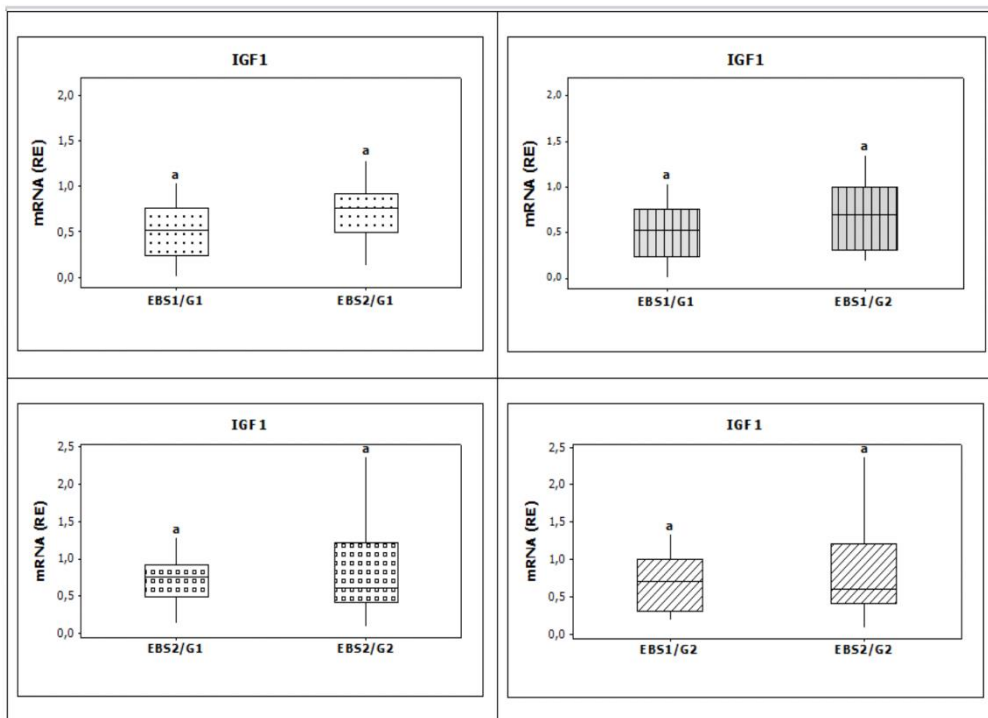 IGF1
mRNA (RE)
2,0
1,5
1,0
0,5
0,0
a
a
EBS1/G1
EBS2/G1
IGF1
mRNA (RE)
2,0
1,5
1,0
0,5
0,0
a
a
EBS1/G1
EBS1/G2
IGF1
mRNA (RE)
2,5
2,0
1,5
1,0
0,5
0,0
a
a
EBS2/G1
EBS2/G2
IGF1
mRNA (RE)
2,5
2,0
1,5
1,0
0,5
0,0
a
a
EBS1/G2
EBS2/G2